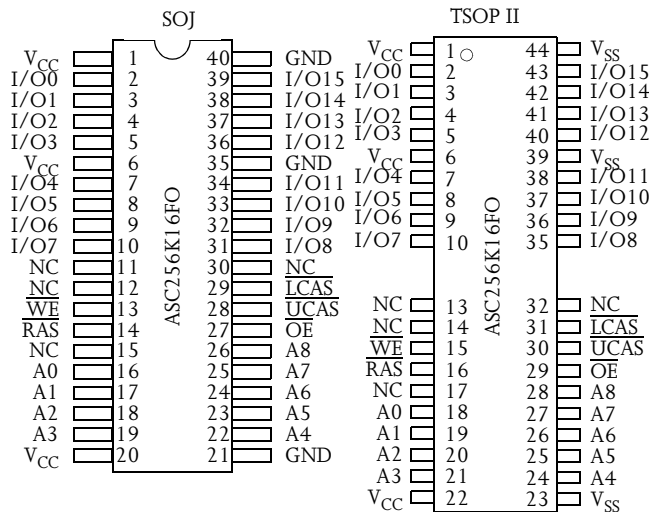 SOJ
VCC 1 40 GND
I/O0 2 39 I/O15
I/O1 3 38 I/O14
I/O2 4 37 I/O13
I/O3 5 36 I/O12
VCC 6 35 GND
I/O4 7 34 I/O11
I/O5 8 33 I/O10
I/O6 9 32 I/O9
I/O7 10 31 I/O8
NC 11 30 NC
NC 12 29 LCAS
WE 13 28 UCAS
RAS 14 27 OE
NC 15 26 A8
A0 16 25 A7
A1 17 24 A6
A2 18 23 A5
A3 19 22 A4
VCC 20 21 GND
ASC256K16FO
TSOP II
VCC 1 44 VSS
I/O0 2 43 I/O15
I/O1 3 42 I/O14
I/O2 4 41 I/O13
I/O3 5 40 I/O12
VCC 6 39 VSS
I/O4 7 38 I/O11
I/O5 8 37 I/O10
I/O6 9 36 I/O9
I/O7 10 35 I/O8
NC 13 32 NC
NC 14 31 LCAS
WE 15 30 UCAS
RAS 16 29 OE
NC 17 28 A8
A0 18 27 A7
A1 19 26 A6
A2 20 25 A5
A3 21 24 A4
VCC 22 23 VSS
ASC256K16FO